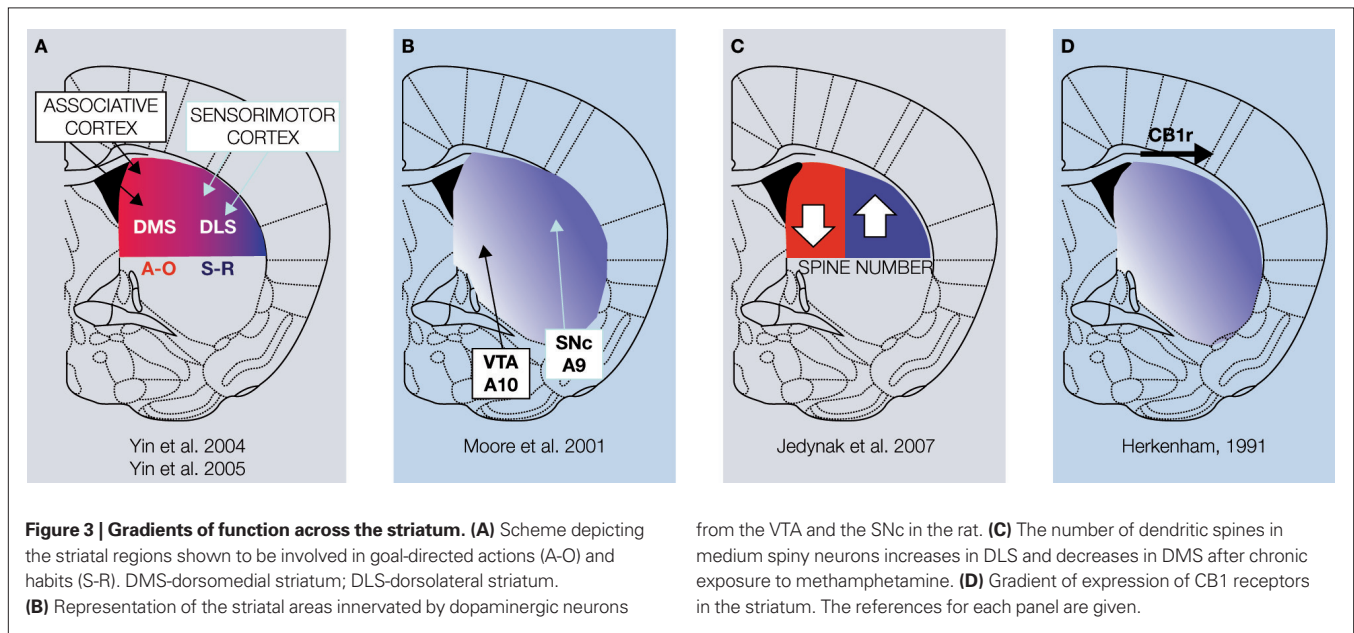 A
ASSOCIATIVE
CORTEX
SENSORIMOTOR
CORTEX
DMS
DLS
A-O
S-R
Yin et al. 2004
Yin et al. 2005
B
VTA
A10
SNc
A9
Moore et al. 2001
C
SPINE NUMBER
Jedynak et al. 2007
D
CB1r
Herkenham, 1991
Figure 3 | Gradients of function across the striatum. (A) Scheme depicting
the striatal regions shown to be involved in goal-directed actions (A-O) and
habits (S-R). DMS-dorsomedial striatum; DLS-dorsolateral striatum.
(B) Representation of the striatal areas innervated by dopaminergic neurons
from the VTA and the SNc in the rat. (C) The number of dendritic spines in
medium spiny neurons increases in DLS and decreases in DMS after chronic
exposure to methamphetamine. (D) Gradient of expression of CB1 receptors
in the striatum. The references for each panel are given.